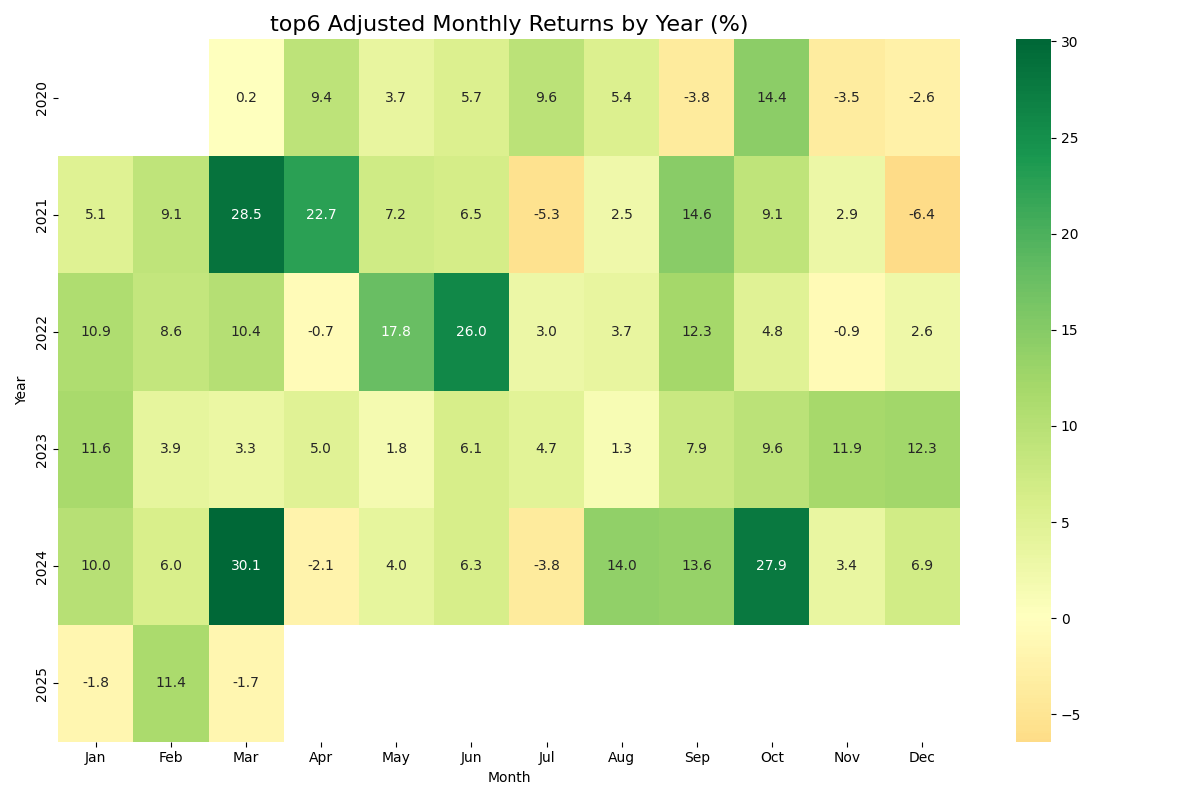 top6 Adjusted Monthly Returns by Year (%)
2020 0.2 9.4 3.7 5.7 9.6 5.4 -3.8 14.4 -3.5 -2.6
2021 5.1 9.1 28.5 22.7 7.2 6.5 -5.3 2.5 14.6 9.1 2.9 -6.4
2022 10.9 8.6 10.4 -0.7 17.8 26.0 3.0 3.7 12.3 4.8 -0.9 2.6
2023 11.6 3.9 3.3 5.0 1.8 6.1 4.7 1.3 7.9 9.6 11.9 12.3
2024 10.0 6.0 30.1 -2.1 4.0 6.3 -3.8 14.0 13.6 27.9 3.4 6.9
2025 -1.8 11.4 -1.7
Year
Jan Feb Mar Apr May Jun Jul Aug Sep Oct Nov Dec
Month
30
25
20
15
10
5
0
−5